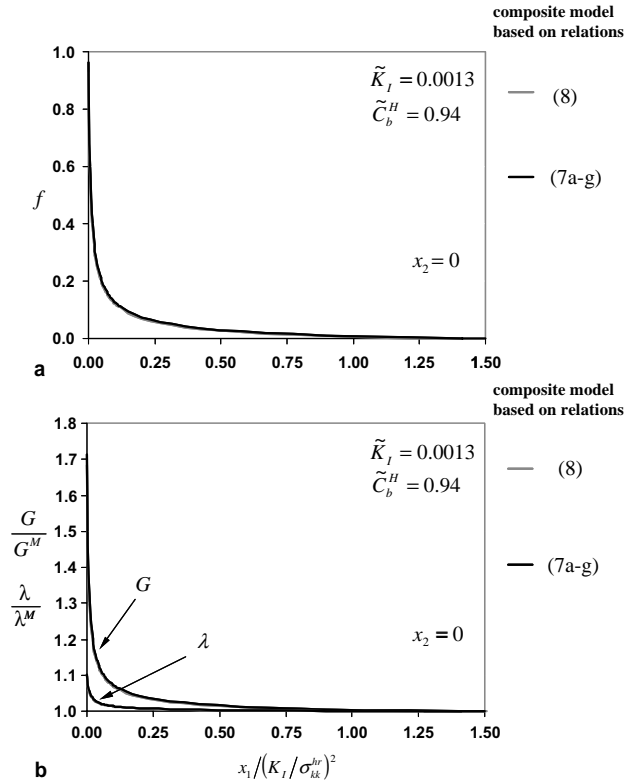 composite model
based on relations
1.0
0.8
0.6
0.4
0.2
0.0
f
K̃_I = 0.0013
C̃_b^H = 0.94
x₂ = 0
(8)
(7a-g)
0.00 0.25 0.50 0.75 1.00 1.25 1.50
a
composite model
based on relations
1.8
1.7
1.6
1.5
1.4
1.3
1.2
1.1
1.0
G/G^M
λ/λ^M
K̃_I = 0.0013
C̃_b^H = 0.94
G
λ
x₂ = 0
(8)
(7a-g)
0.00 0.25 0.50 0.75 1.00 1.25 1.50
b
x₁/(K_I/σ_kk^hr)²